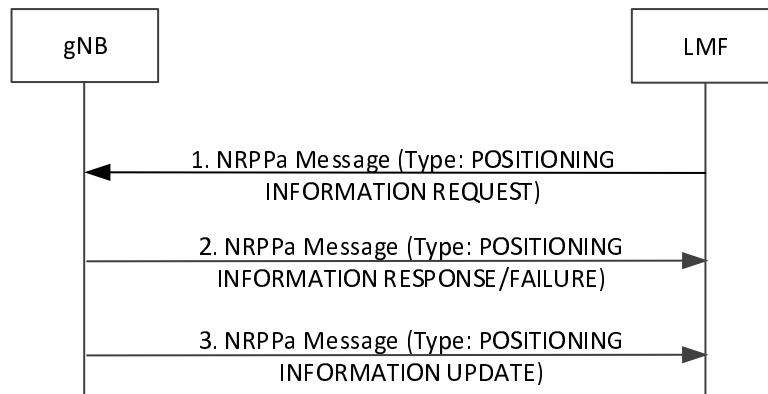 gNB
LMF
1. NRPPa Message (Type: POSITIONING
INFORMATION REQUEST)
2. NRPPa Message (Type: POSITIONING
INFORMATION RESPONSE/FAILURE)
3. NRPPa Message (Type: POSITIONING
INFORMATION UPDATE)